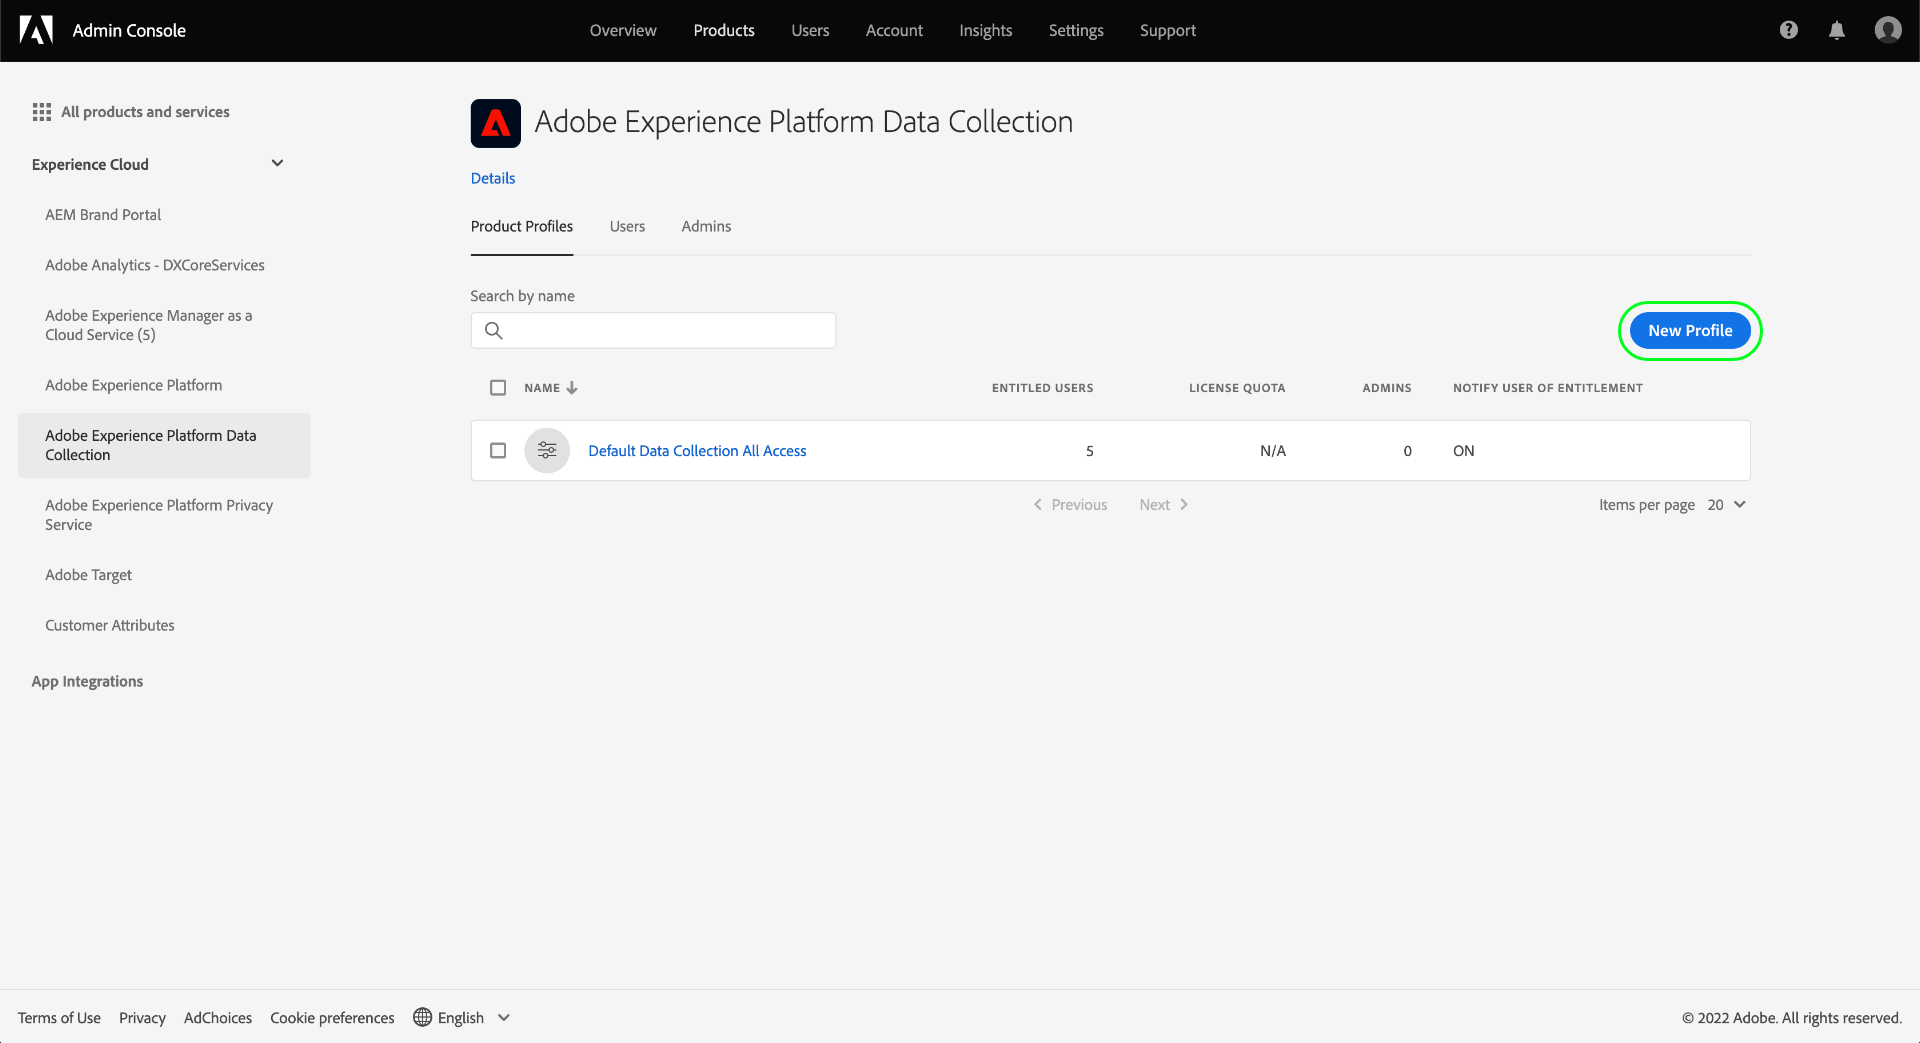 Admin Console
Overview
Products
Users
Account
Insights
Settings
Support
All products and services
Experience Cloud
AEM Brand Portal
Adobe Analytics - DXCoreServices
Adobe Experience Manager as a
Cloud Service (5)
Adobe Experience Platform
Adobe Experience Platform Data
Collection
Adobe Experience Platform Privacy
Service
Adobe Target
Customer Attributes
App Integrations
Adobe Experience Platform Data Collection
Details
Product Profiles
Users
Admins
Search by name
New Profile
NAME
ENTITLED USERS
LICENSE QUOTA
ADMINS
NOTIFY USER OF ENTITLEMENT
Default Data Collection All Access
5
N/A
0
ON
Previous
Next
Items per page 20
Terms of Use
Privacy
AdChoices
Cookie preferences
English
© 2022 Adobe. All rights reserved.